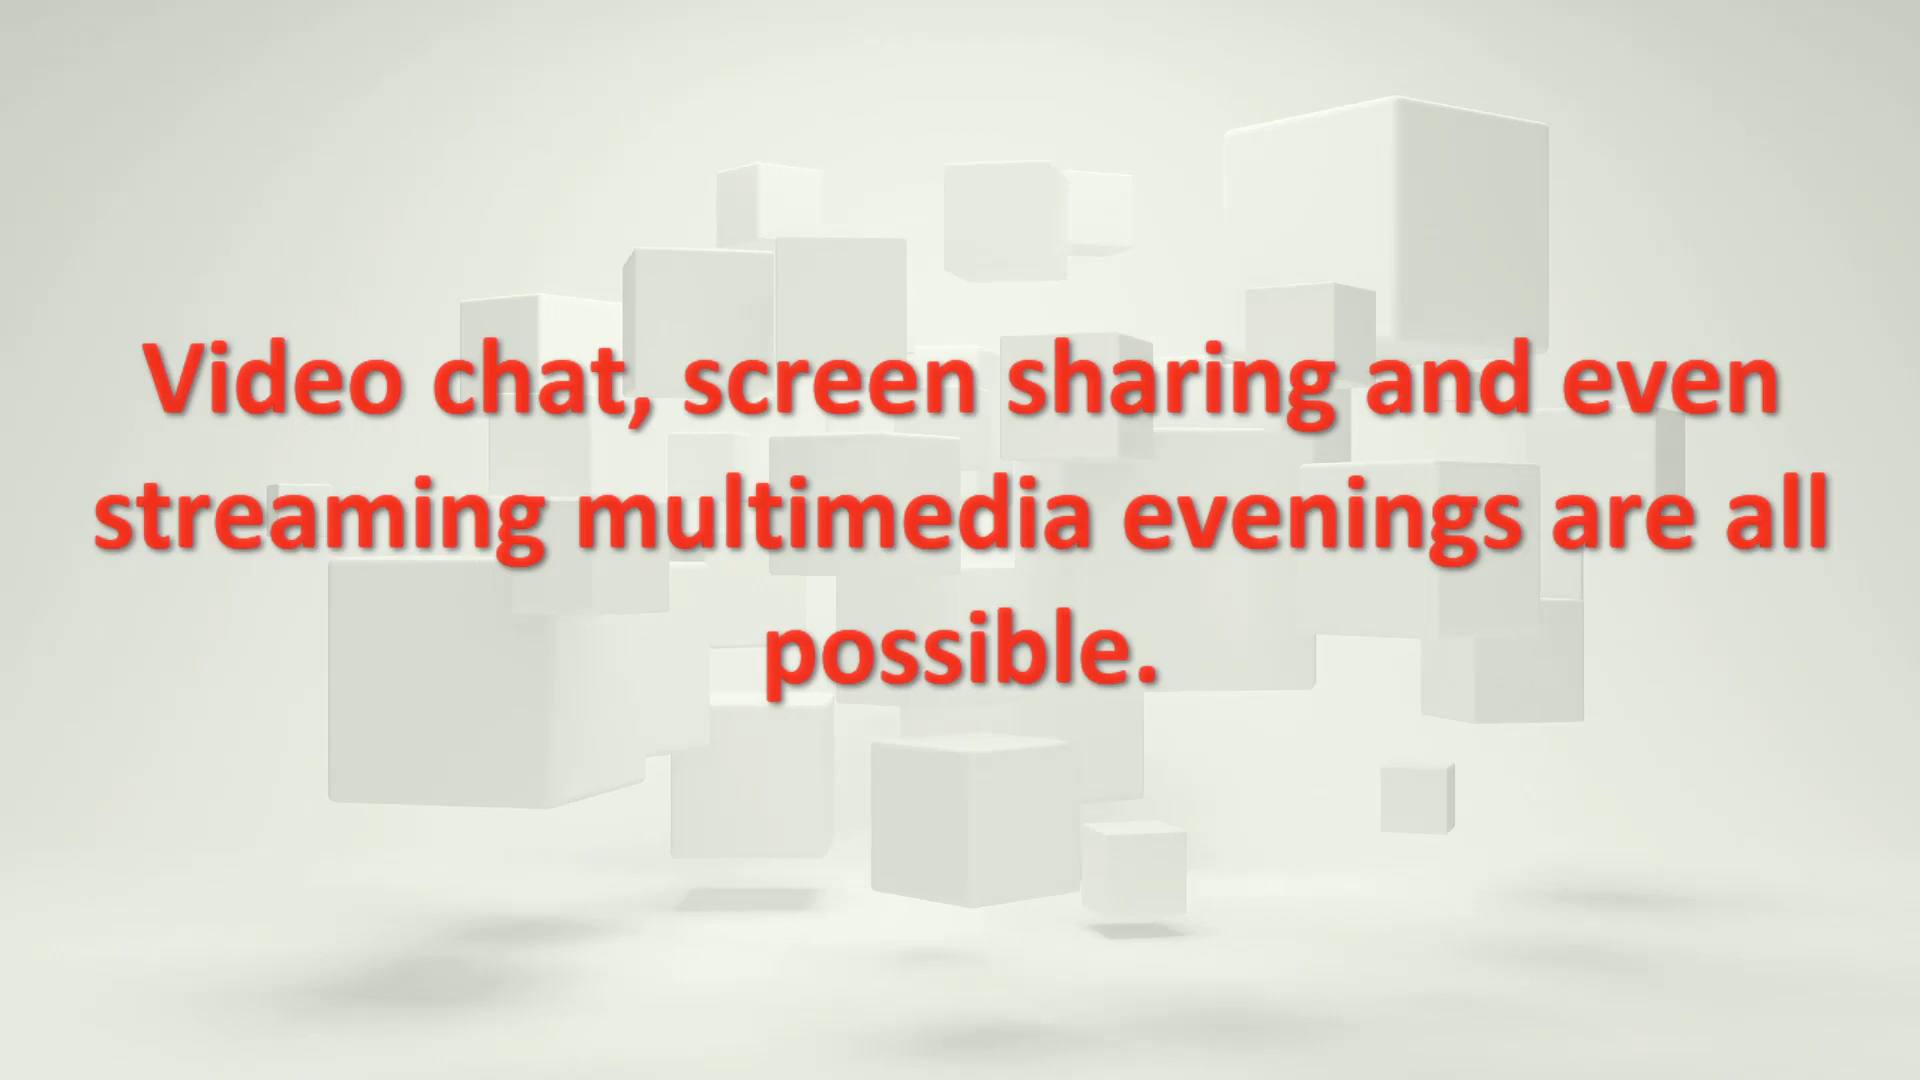 Video chat, screen sharing and even
streaming multimedia evenings are all
possible.